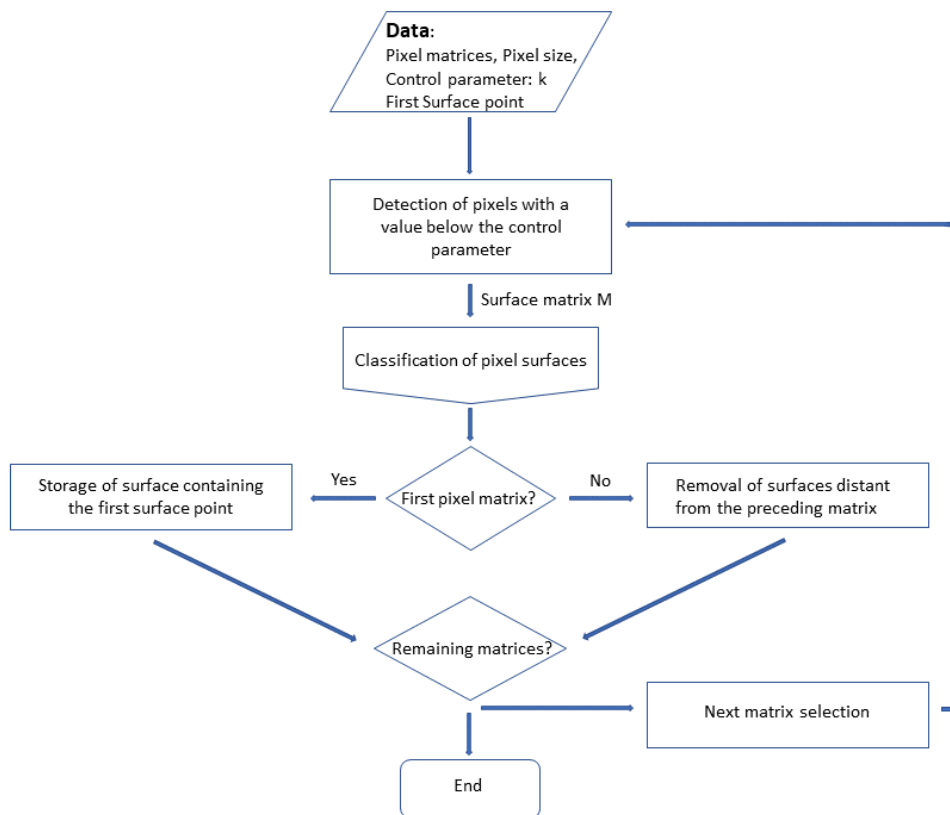 Data:
Pixel matrices, Pixel size,
Control parameter: k
First Surface point
Detection of pixels with a
value below the control
parameter
Surface matrix M
Classification of pixel surfaces
Yes
No
Storage of surface containing
the first surface point
First pixel matrix?
Removal of surfaces distant
from the preceding matrix
Remaining matrices?
Next matrix selection
End